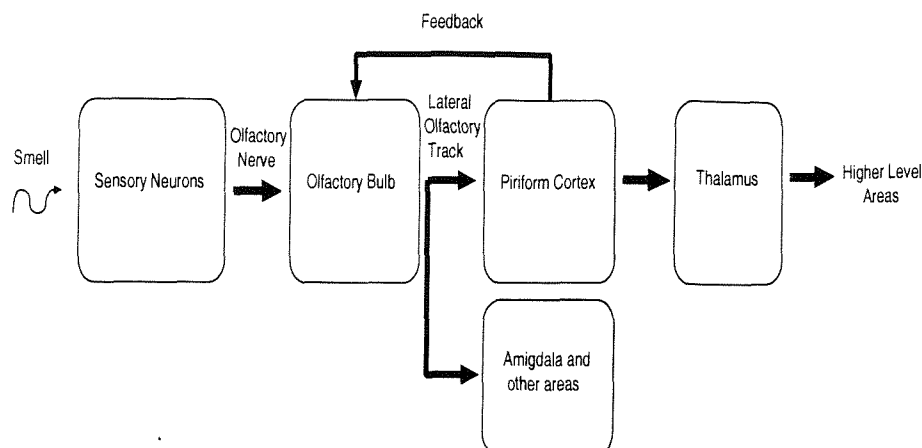 Feedback
Lateral
Olfactory
Track
Olfactory
Nerve
Smell
Sensory Neurons
Olfactory Bulb
Piriform Cortex
Thalamus
Higher Level
Areas
Amigdala and
other areas